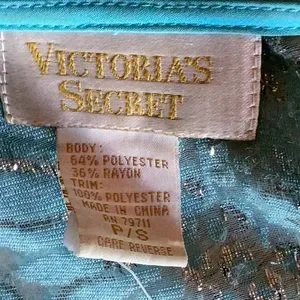 VICTORIA'S
SECRET
BODY:
64% POLYESTER
36% RAYON
TRIM:
100% POLYESTER
MADE IN CHINA
RN 79711
P/S
CARE REVERSE